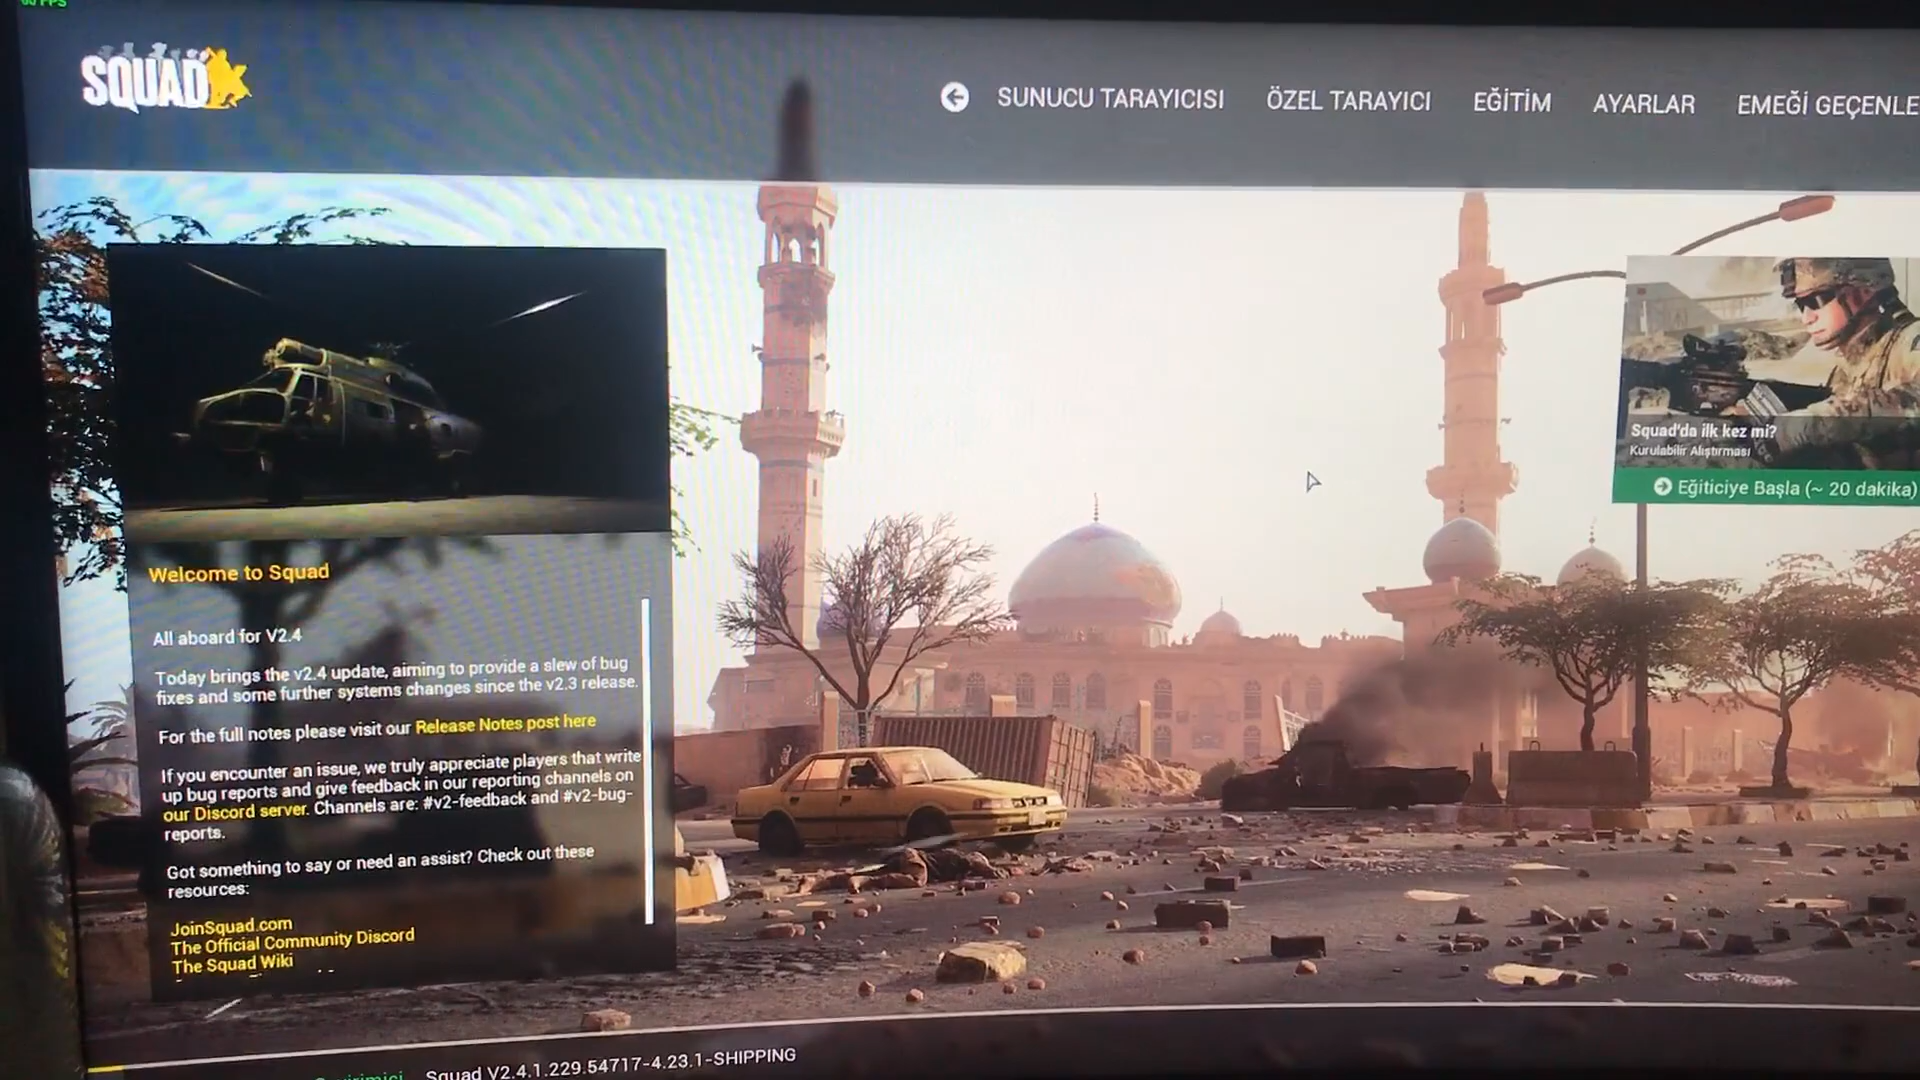 SQUAD
SUNUCU TARAYICISI
ÖZEL TARAYICI
EĞİTİM
AYARLAR
EMEĞİ GEÇENLE
Squad'da ilk kez mi?
Kurulabilir Alıştırması
Eğiticiye Başla (~ 20 dakika)
Welcome to Squad
All aboard for V2.4
Today brings the v2.4 update, aiming to provide a slew of bug
fixes and some further systems changes since the v2.3 release.
For the full notes please visit our Release Notes post here
If you encounter an issue, we truly appreciate players that write
up bug reports and give feedback in our reporting channels on
our Discord server. Channels are: #v2-feedback and #v2-bug-
reports.
Got something to say or need an assist? Check out these
resources:
JoinSquad.com
The Official Community Discord
The Squad Wiki
Squad V2.4.1.229.54717-4.23.1-SHIPPING